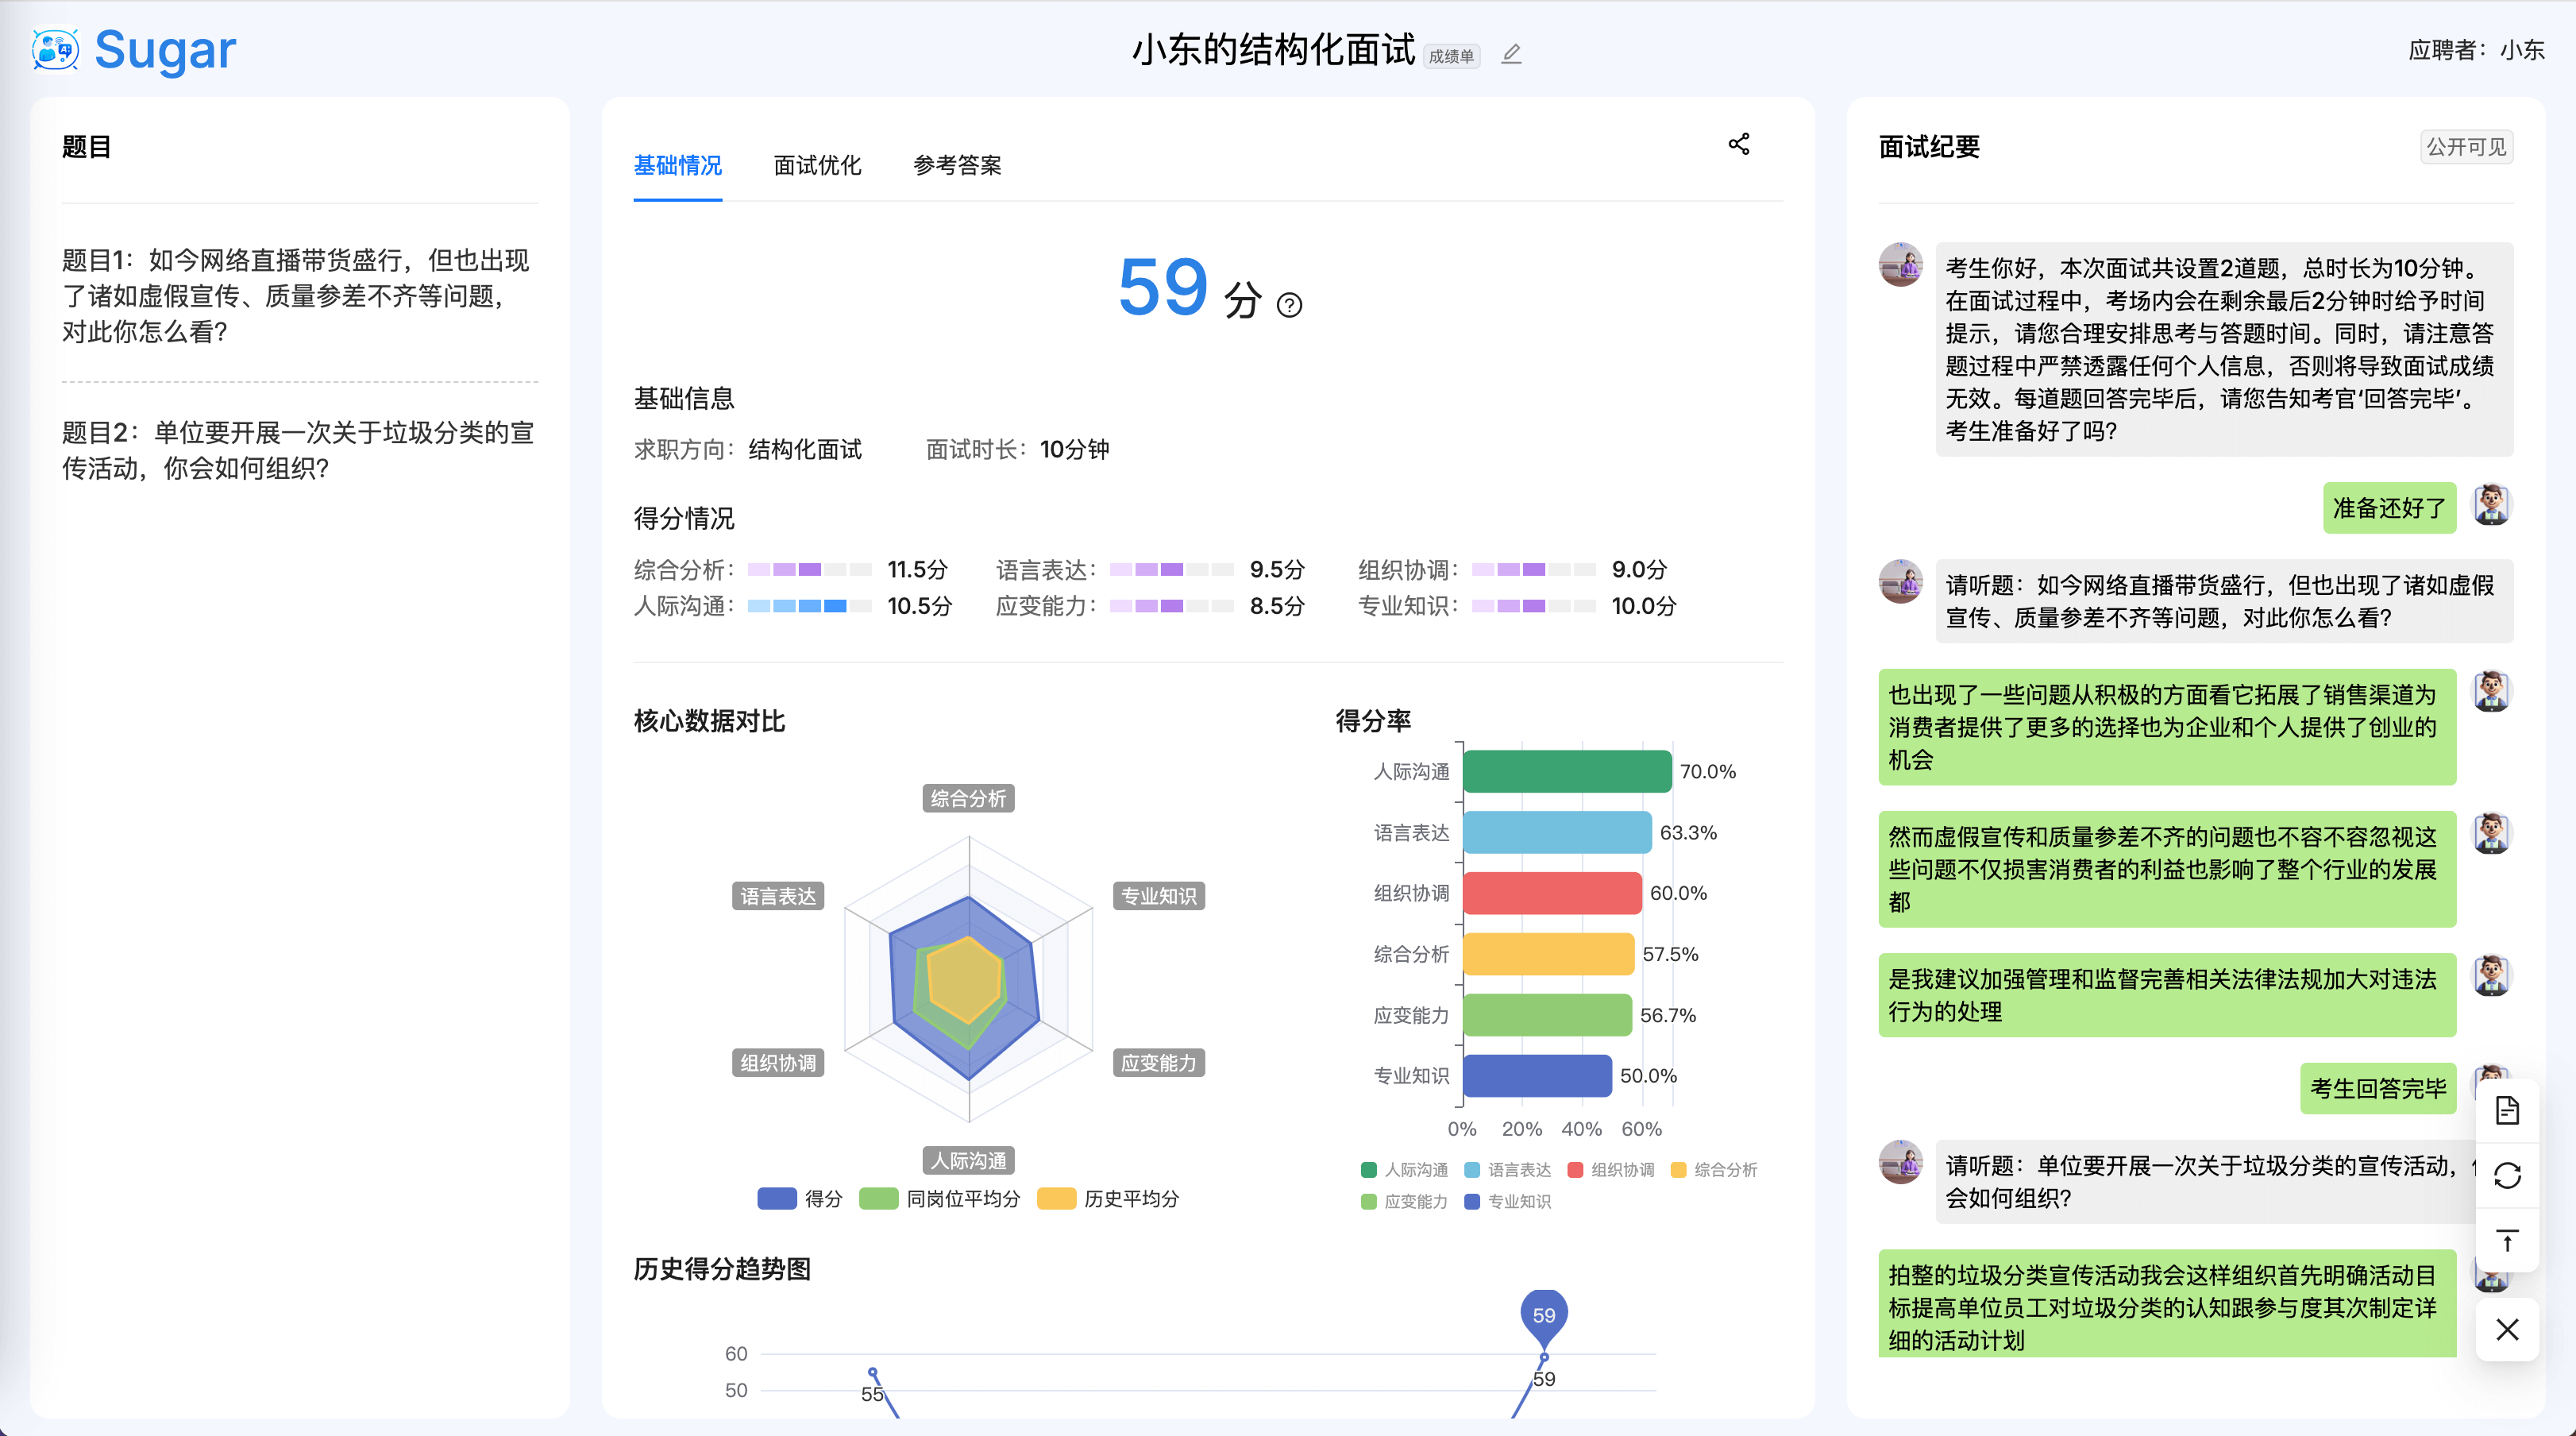 Sugar
小东的结构化面试 成绩单
应聘者：小东
题目
题目1：如今网络直播带货盛行，但也出现
了诸如虚假宣传、质量参差不齐等问题，
对此你怎么看？
题目2：单位要开展一次关于垃圾分类的宣
传活动，你会如何组织？
基础情况 面试优化 参考答案
59 分
基础信息
求职方向： 结构化面试 面试时长： 10分钟
得分情况
综合分析： 11.5分 语言表达： 9.5分 组织协调： 9.0分
人际沟通： 10.5分 应变能力： 8.5分 专业知识： 10.0分
核心数据对比
综合分析
语言表达
专业知识
组织协调
应变能力
人际沟通
得分 同岗位平均分 历史平均分
得分率
人际沟通 70.0%
语言表达 63.3%
组织协调 60.0%
综合分析 57.5%
应变能力 56.7%
专业知识 50.0%
0% 20% 40% 60%
人际沟通 语言表达 组织协调 综合分析
应变能力 专业知识
历史得分趋势图
59
60
50
55
59
面试纪要 公开可见
考生你好，本次面试共设置2道题，总时长为10分钟。
在面试过程中，考场内会在剩余最后2分钟时给予时间
提示，请您合理安排思考与答题时间。同时，请注意答
题过程中严禁透露任何个人信息，否则将导致面试成绩
无效。每道题回答完毕后，请您告知考官‘回答完毕’。
考生准备好了吗？
准备还好了
请听题：如今网络直播带货盛行，但也出现了诸如虚假
宣传、质量参差不齐等问题，对此你怎么看？
也出现了一些问题从积极的方面看它拓展了销售渠道为
消费者提供了更多的选择也为企业和个人提供了创业的
机会
然而虚假宣传和质量参差不齐的问题也不容不容忽视这
些问题不仅损害消费者的利益也影响了整个行业的发展
都
是我建议加强管理和监督完善相关法律法规加大对违法
行为的处理
考生回答完毕
请听题：单位要开展一次关于垃圾分类的宣传活动，
会如何组织？
拍整的垃圾分类宣传活动我会这样组织首先明确活动目
标提高单位员工对垃圾分类的认知跟参与度其次制定详
细的活动计划